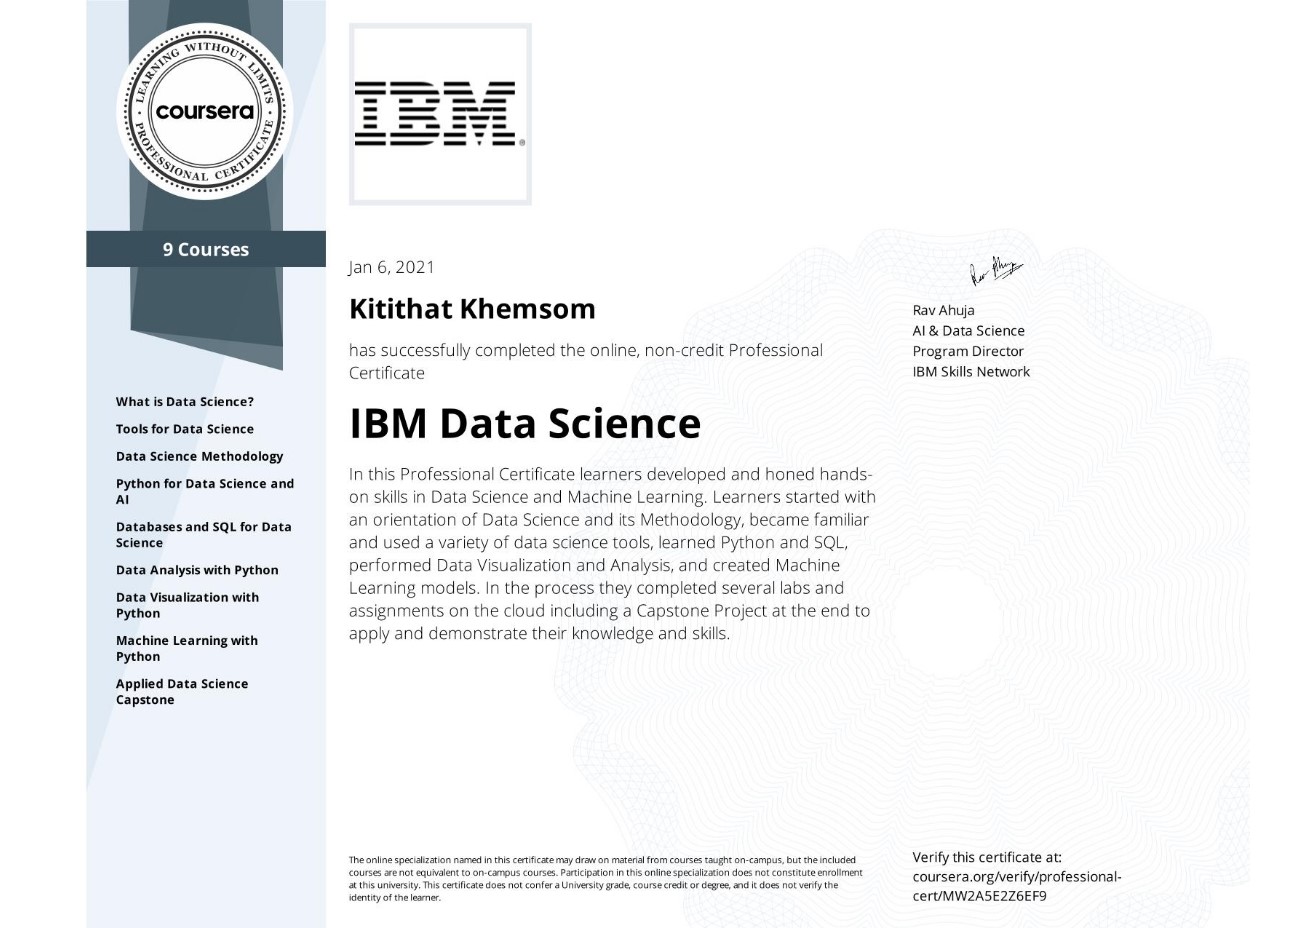 LEARNING WITHOUT LIMITS
coursera
PROFESSIONAL CERTIFICATE
IBM
®
9 Courses
What is Data Science?
Tools for Data Science
Data Science Methodology
Python for Data Science and
AI
Databases and SQL for Data
Science
Data Analysis with Python
Data Visualization with
Python
Machine Learning with
Python
Applied Data Science
Capstone
Jan 6, 2021
Kitithat Khemsom
has successfully completed the online, non-credit Professional
Certificate
IBM Data Science
In this Professional Certificate learners developed and honed hands-
on skills in Data Science and Machine Learning. Learners started with
an orientation of Data Science and its Methodology, became familiar
and used a variety of data science tools, learned Python and SQL,
performed Data Visualization and Analysis, and created Machine
Learning models. In the process they completed several labs and
assignments on the cloud including a Capstone Project at the end to
apply and demonstrate their knowledge and skills.
Rav Ahuja
Rav Ahuja
AI & Data Science
Program Director
IBM Skills Network
The online specialization named in this certificate may draw on material from courses taught on-campus, but the included
courses are not equivalent to on-campus courses. Participation in this online specialization does not constitute enrollment
at this university. This certificate does not confer a University grade, course credit or degree, and it does not verify the
identity of the learner.
Verify this certificate at:
coursera.org/verify/professional-
cert/MW2A5E2Z6EF9